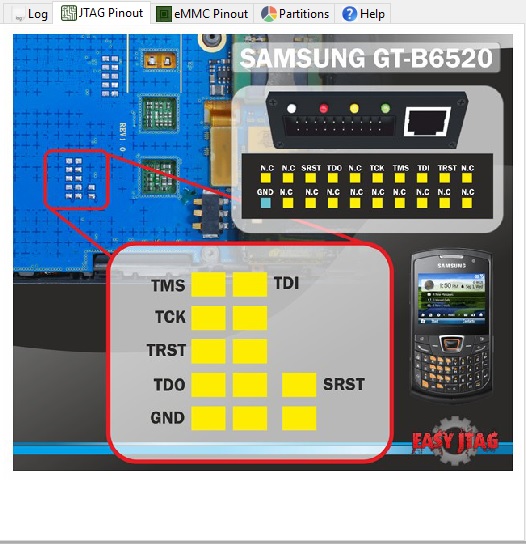 Log JTAG Pinout eMMC Pinout Partitions Help
SAMSUNG GT-B6520
N.C N.C SRST TDO N.C TCK TMS TDI TRST N.C
GND N.C N.C N.C N.C N.C N.C N.C N.C N.C
REV1.0
TMS TDI
TCK
TRST
TDO SRST
GND
SAMSUNG
EASY JTAG